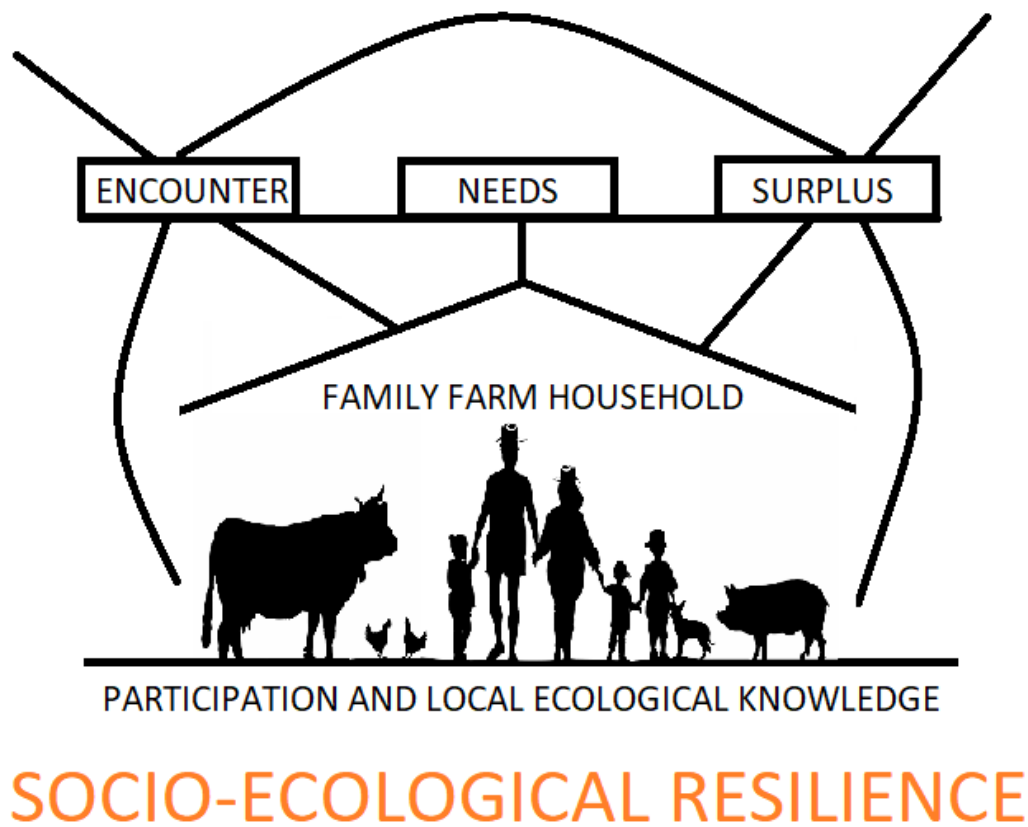 ENCOUNTER NEEDS SURPLUS
FAMILY FARM HOUSEHOLD
PARTICIPATION AND LOCAL ECOLOGICAL KNOWLEDGE
SOCIO-ECOLOGICAL RESILIENCE